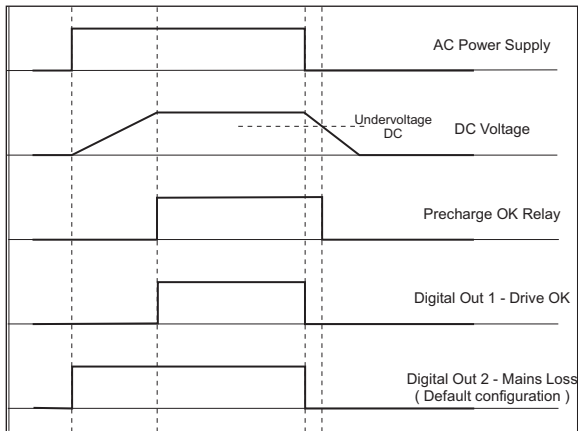 AC Power Supply
Undervoltage
DC
DC Voltage
Precharge OK Relay
Digital Out 1 - Drive OK
Digital Out 2 - Mains Loss
( Default configuration )